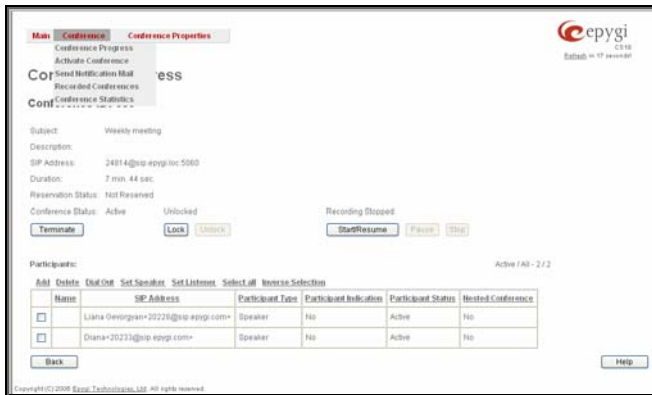 Main Conference Conference Properties
epygi
Refresh in 17 seconds!
Conference Progress
Activate Conference
Send Notification Mail
Recorded Conferences
Conference Statistics
Cor ess
Conf
Subject: Weekly meeting
Description:
SIP Address: 24814@sip.epygi.loc:5060
Duration: 7 min. 44 sec.
Reservation Status: Not Reserved
Conference Status: Active Unlocked Recording Stopped
Terminate Lock Unlock Start/Resume Pause Stop
Participants: Active / All - 2 / 2
Add Delete Dial Out Set Speaker Set Listener Select all Inverse Selection
Name SIP Address Participant Type Participant Indication Participant Status Nested Conference
Liana Gevorgyan<20228@sip.epygi.com> Speaker No Active No
Diana<20233@sip.epygi.com> Speaker No Active No
Back Help
Copyright (C) 2008 Epygi Technologies, Ltd. All rights reserved.